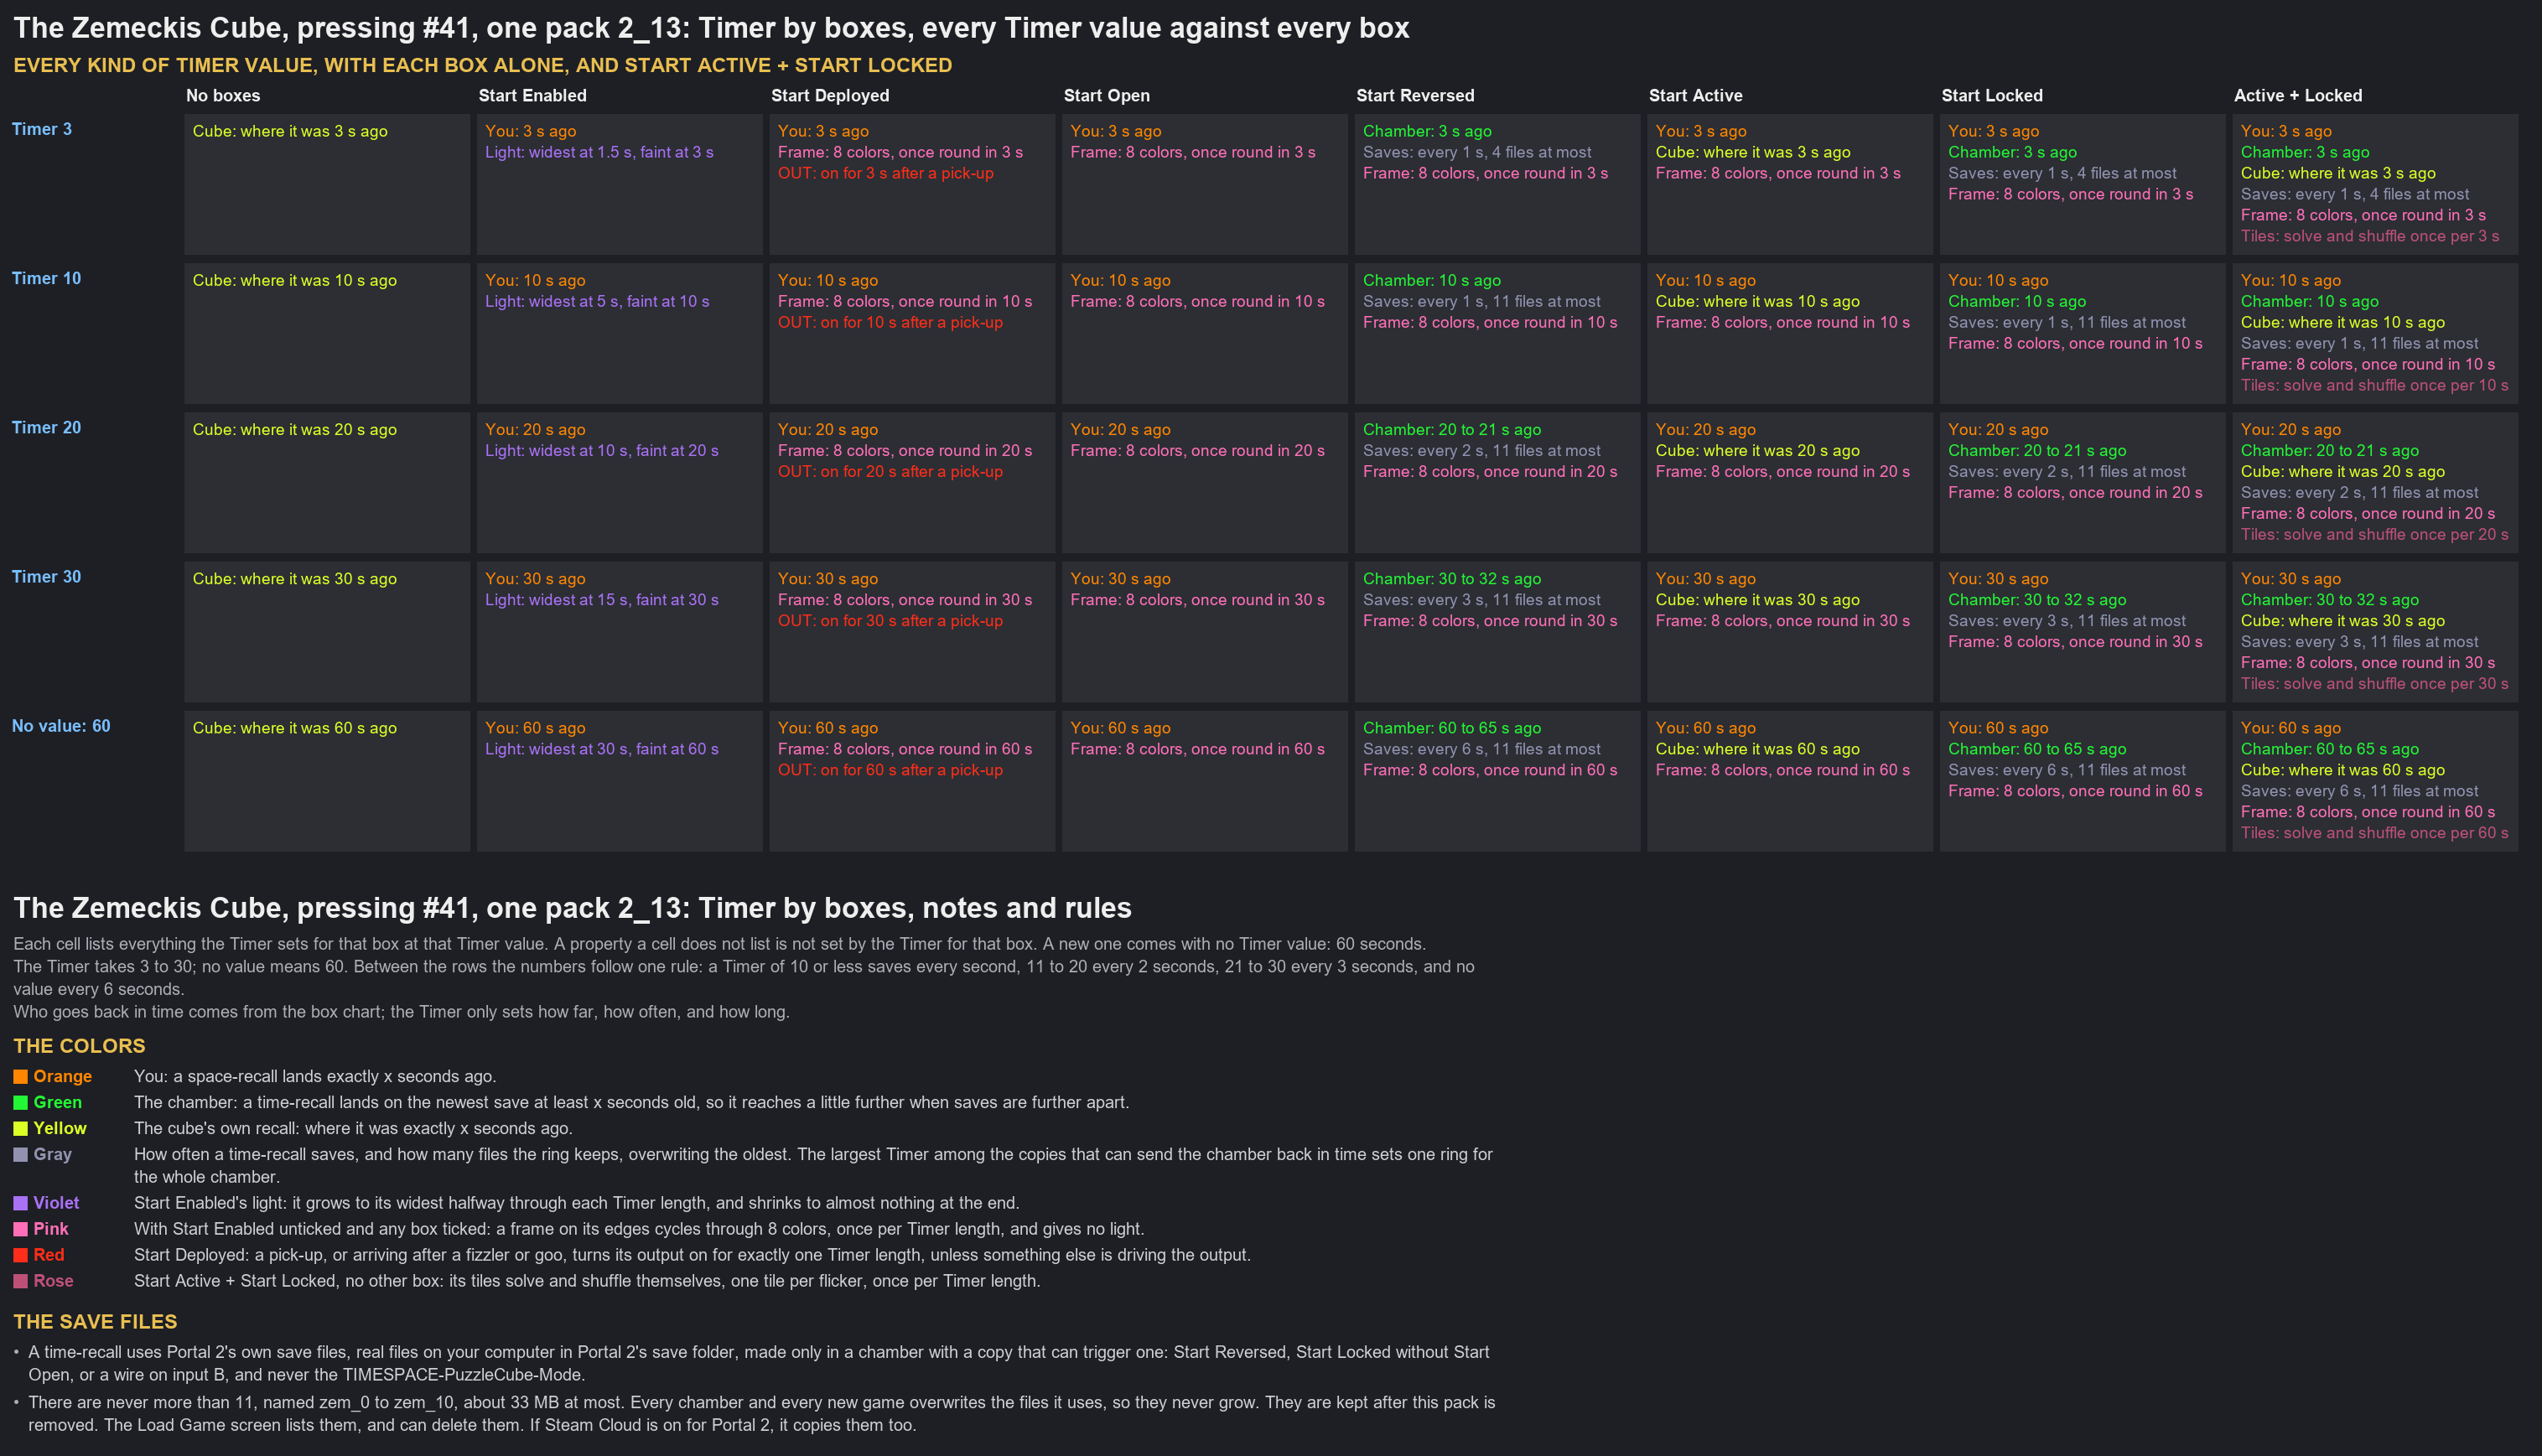 The Zemeckis Cube, pressing #41, one pack 2_13: Timer by boxes, every Timer value against every box
EVERY KIND OF TIMER VALUE, WITH EACH BOX ALONE, AND START ACTIVE + START LOCKED
No boxes
Start Enabled
Start Deployed
Start Open
Start Reversed
Start Active
Start Locked
Active + Locked
Timer 3
Cube: where it was 3 s ago
You: 3 s ago
Light: widest at 1.5 s, faint at 3 s
You: 3 s ago
Frame: 8 colors, once round in 3 s
OUT: on for 3 s after a pick-up
You: 3 s ago
Frame: 8 colors, once round in 3 s
Chamber: 3 s ago
Saves: every 1 s, 4 files at most
Frame: 8 colors, once round in 3 s
You: 3 s ago
Cube: where it was 3 s ago
Frame: 8 colors, once round in 3 s
You: 3 s ago
Chamber: 3 s ago
Saves: every 1 s, 4 files at most
Frame: 8 colors, once round in 3 s
You: 3 s ago
Chamber: 3 s ago
Cube: where it was 3 s ago
Saves: every 1 s, 4 files at most
Frame: 8 colors, once round in 3 s
Tiles: solve and shuffle once per 3 s
Timer 10
Cube: where it was 10 s ago
You: 10 s ago
Light: widest at 5 s, faint at 10 s
You: 10 s ago
Frame: 8 colors, once round in 10 s
OUT: on for 10 s after a pick-up
You: 10 s ago
Frame: 8 colors, once round in 10 s
Chamber: 10 s ago
Saves: every 1 s, 11 files at most
Frame: 8 colors, once round in 10 s
You: 10 s ago
Cube: where it was 10 s ago
Frame: 8 colors, once round in 10 s
You: 10 s ago
Chamber: 10 s ago
Saves: every 1 s, 11 files at most
Frame: 8 colors, once round in 10 s
You: 10 s ago
Chamber: 10 s ago
Cube: where it was 10 s ago
Saves: every 1 s, 11 files at most
Frame: 8 colors, once round in 10 s
Tiles: solve and shuffle once per 10 s
Timer 20
Cube: where it was 20 s ago
You: 20 s ago
Light: widest at 10 s, faint at 20 s
You: 20 s ago
Frame: 8 colors, once round in 20 s
OUT: on for 20 s after a pick-up
You: 20 s ago
Frame: 8 colors, once round in 20 s
Chamber: 20 to 21 s ago
Saves: every 2 s, 11 files at most
Frame: 8 colors, once round in 20 s
You: 20 s ago
Cube: where it was 20 s ago
Frame: 8 colors, once round in 20 s
You: 20 s ago
Chamber: 20 to 21 s ago
Saves: every 2 s, 11 files at most
Frame: 8 colors, once round in 20 s
You: 20 s ago
Chamber: 20 to 21 s ago
Cube: where it was 20 s ago
Saves: every 2 s, 11 files at most
Frame: 8 colors, once round in 20 s
Tiles: solve and shuffle once per 20 s
Timer 30
Cube: where it was 30 s ago
You: 30 s ago
Light: widest at 15 s, faint at 30 s
You: 30 s ago
Frame: 8 colors, once round in 30 s
OUT: on for 30 s after a pick-up
You: 30 s ago
Frame: 8 colors, once round in 30 s
Chamber: 30 to 32 s ago
Saves: every 3 s, 11 files at most
Frame: 8 colors, once round in 30 s
You: 30 s ago
Cube: where it was 30 s ago
Frame: 8 colors, once round in 30 s
You: 30 s ago
Chamber: 30 to 32 s ago
Saves: every 3 s, 11 files at most
Frame: 8 colors, once round in 30 s
You: 30 s ago
Chamber: 30 to 32 s ago
Cube: where it was 30 s ago
Saves: every 3 s, 11 files at most
Frame: 8 colors, once round in 30 s
Tiles: solve and shuffle once per 30 s
No value: 60
Cube: where it was 60 s ago
You: 60 s ago
Light: widest at 30 s, faint at 60 s
You: 60 s ago
Frame: 8 colors, once round in 60 s
OUT: on for 60 s after a pick-up
You: 60 s ago
Frame: 8 colors, once round in 60 s
Chamber: 60 to 65 s ago
Saves: every 6 s, 11 files at most
Frame: 8 colors, once round in 60 s
You: 60 s ago
Cube: where it was 60 s ago
Frame: 8 colors, once round in 60 s
You: 60 s ago
Chamber: 60 to 65 s ago
Saves: every 6 s, 11 files at most
Frame: 8 colors, once round in 60 s
You: 60 s ago
Chamber: 60 to 65 s ago
Cube: where it was 60 s ago
Saves: every 6 s, 11 files at most
Frame: 8 colors, once round in 60 s
Tiles: solve and shuffle once per 60 s
The Zemeckis Cube, pressing #41, one pack 2_13: Timer by boxes, notes and rules
Each cell lists everything the Timer sets for that box at that Timer value. A property a cell does not list is not set by the Timer for that box. A new one comes with no Timer value: 60 seconds.
The Timer takes 3 to 30; no value means 60. Between the rows the numbers follow one rule: a Timer of 10 or less saves every second, 11 to 20 every 2 seconds, 21 to 30 every 3 seconds, and no
value every 6 seconds.
Who goes back in time comes from the box chart; the Timer only sets how far, how often, and how long.
THE COLORS
Orange You: a space-recall lands exactly x seconds ago.
Green The chamber: a time-recall lands on the newest save at least x seconds old, so it reaches a little further when saves are further apart.
Yellow The cube's own recall: where it was exactly x seconds ago.
Gray How often a time-recall saves, and how many files the ring keeps, overwriting the oldest. The largest Timer among the copies that can send the chamber back in time sets one ring for
the whole chamber.
Violet Start Enabled's light: it grows to its widest halfway through each Timer length, and shrinks to almost nothing at the end.
Pink With Start Enabled unticked and any box ticked: a frame on its edges cycles through 8 colors, once per Timer length, and gives no light.
Red Start Deployed: a pick-up, or arriving after a fizzler or goo, turns its output on for exactly one Timer length, unless something else is driving the output.
Rose Start Active + Start Locked, no other box: its tiles solve and shuffle themselves, one tile per flicker, once per Timer length.
THE SAVE FILES
• A time-recall uses Portal 2's own save files, real files on your computer in Portal 2's save folder, made only in a chamber with a copy that can trigger one: Start Reversed, Start Locked without Start
Open, or a wire on input B, and never the TIMESPACE-PuzzleCube-Mode.
• There are never more than 11, named zem_0 to zem_10, about 33 MB at most. Every chamber and every new game overwrites the files it uses, so they never grow. They are kept after this pack is
removed. The Load Game screen lists them, and can delete them. If Steam Cloud is on for Portal 2, it copies them too.